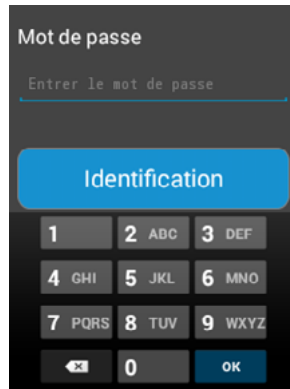 Mot de passe
Entrer le mot de passe
Identification
1 2 ABC 3 DEF
4 GHI 5 JKL 6 MNO
7 PQRS 8 TUV 9 WXYZ
0 OK